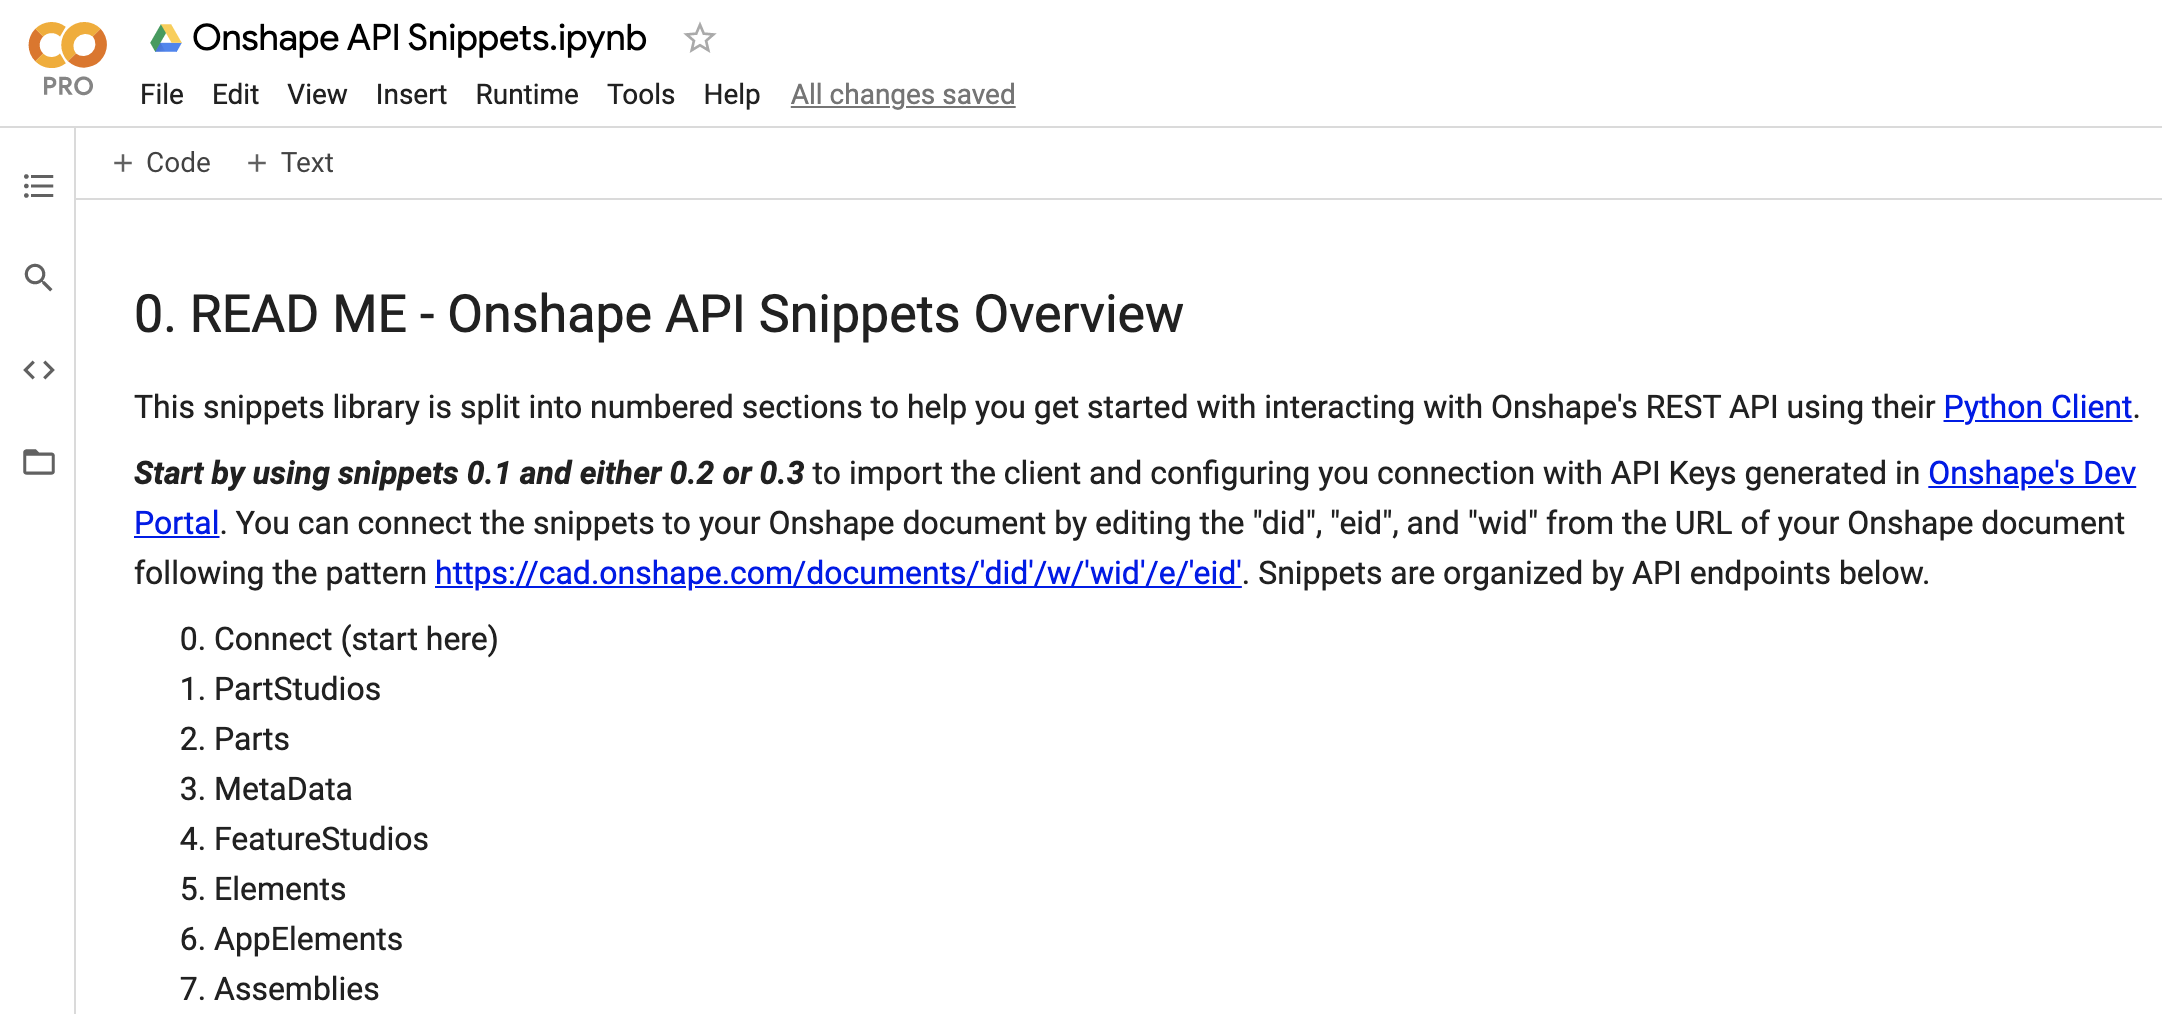 Onshape API Snippets.ipynb
PRO
File Edit View Insert Runtime Tools Help All changes saved
+ Code + Text
0. READ ME - Onshape API Snippets Overview
This snippets library is split into numbered sections to help you get started with interacting with Onshape's REST API using their Python Client.
Start by using snippets 0.1 and either 0.2 or 0.3 to import the client and configuring you connection with API Keys generated in Onshape's Dev
Portal. You can connect the snippets to your Onshape document by editing the "did", "eid", and "wid" from the URL of your Onshape document
following the pattern https://cad.onshape.com/documents/'did'/w/'wid'/e/'eid'. Snippets are organized by API endpoints below.
0. Connect (start here)
1. PartStudios
2. Parts
3. MetaData
4. FeatureStudios
5. Elements
6. AppElements
7. Assemblies